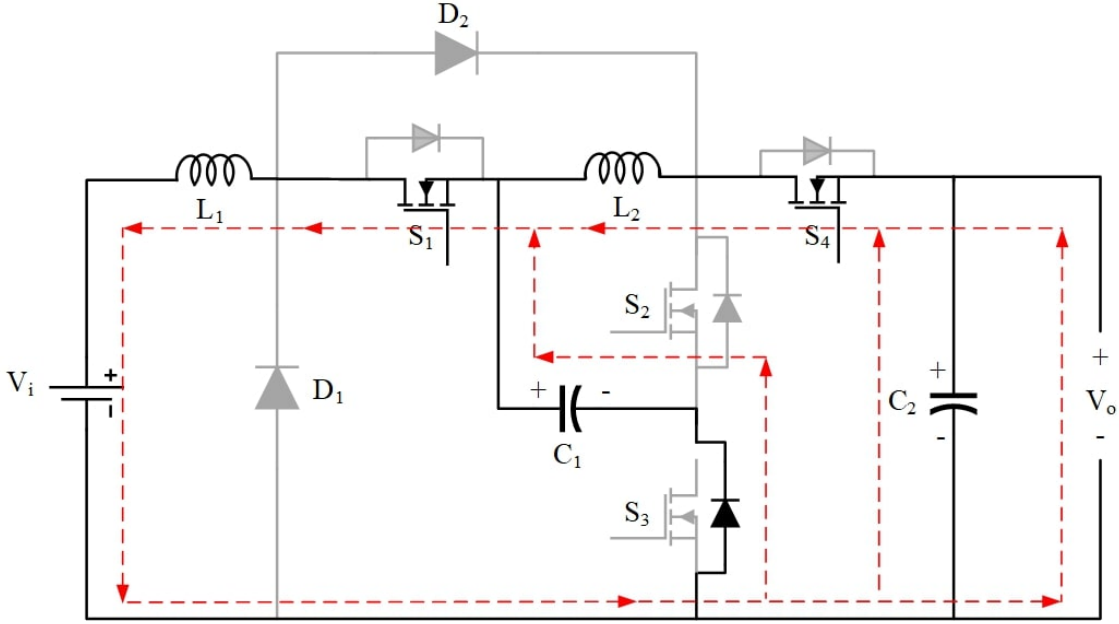 D₂
L₁
S₁
L₂
S₄
S₂
Vᵢ
+
-
D₁
+
-
C₁
C₂
+
-
+
Vₒ
-
S₃